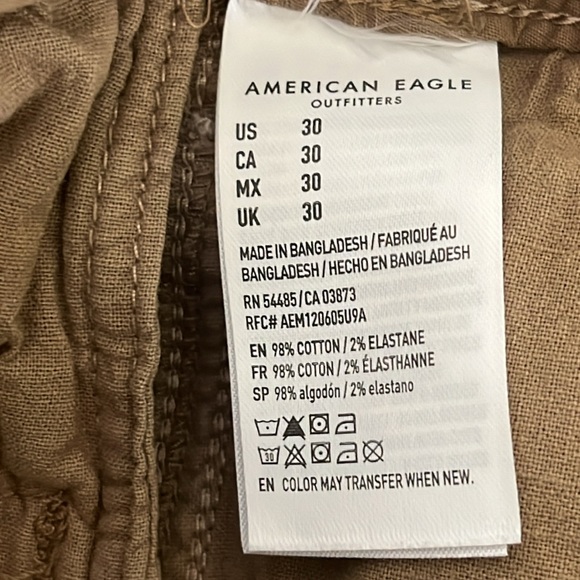 AMERICAN EAGLE
OUTFITTERS
US 30
CA 30
MX 30
UK 30
MADE IN BANGLADESH / FABRIQUÉ AU
BANGLADESH / HECHO EN BANGLADESH
RN 54485 / CA 03873
RFC# AEM120605U9A
EN 98% COTTON / 2% ELASTANE
FR 98% COTON / 2% ÉLASTHANNE
SP 98% algodón / 2% elastano
30
EN COLOR MAY TRANSFER WHEN NEW.